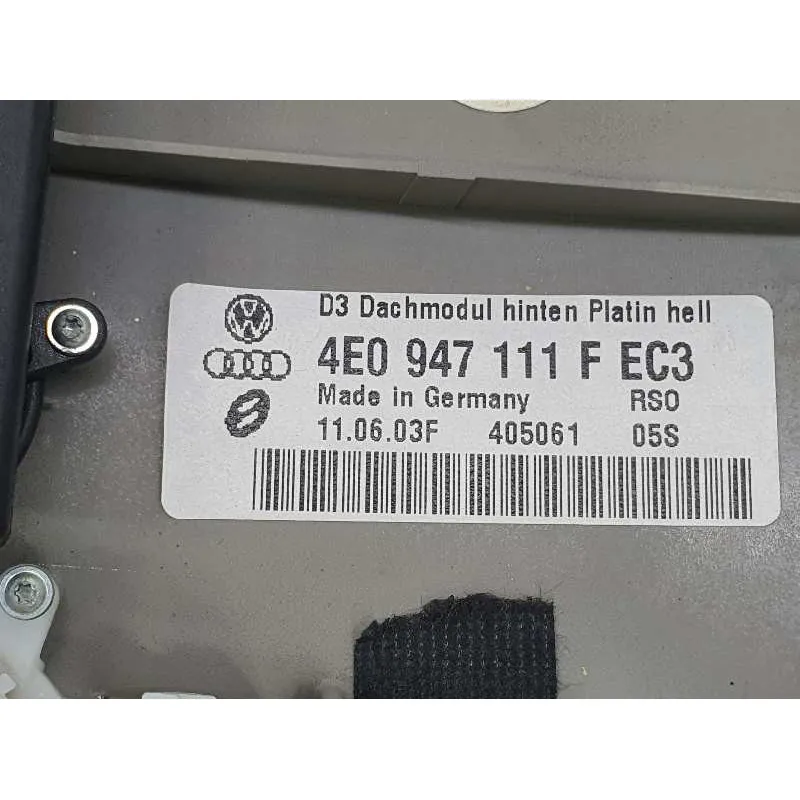 D3 Dachmodul hinten Platin hell
4E0 947 111 F EC3
Made in Germany RSO
11.06.03F 405061 05S